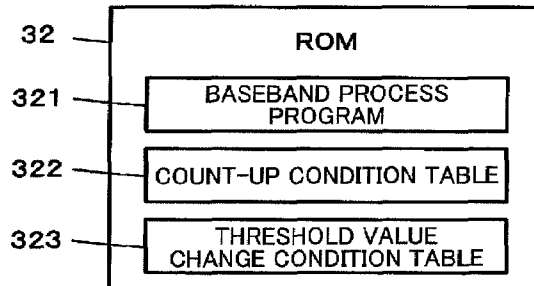 32
ROM
321
BASEBAND PROCESS
PROGRAM
322
COUNT-UP CONDITION TABLE
323
THRESHOLD VALUE
CHANGE CONDITION TABLE